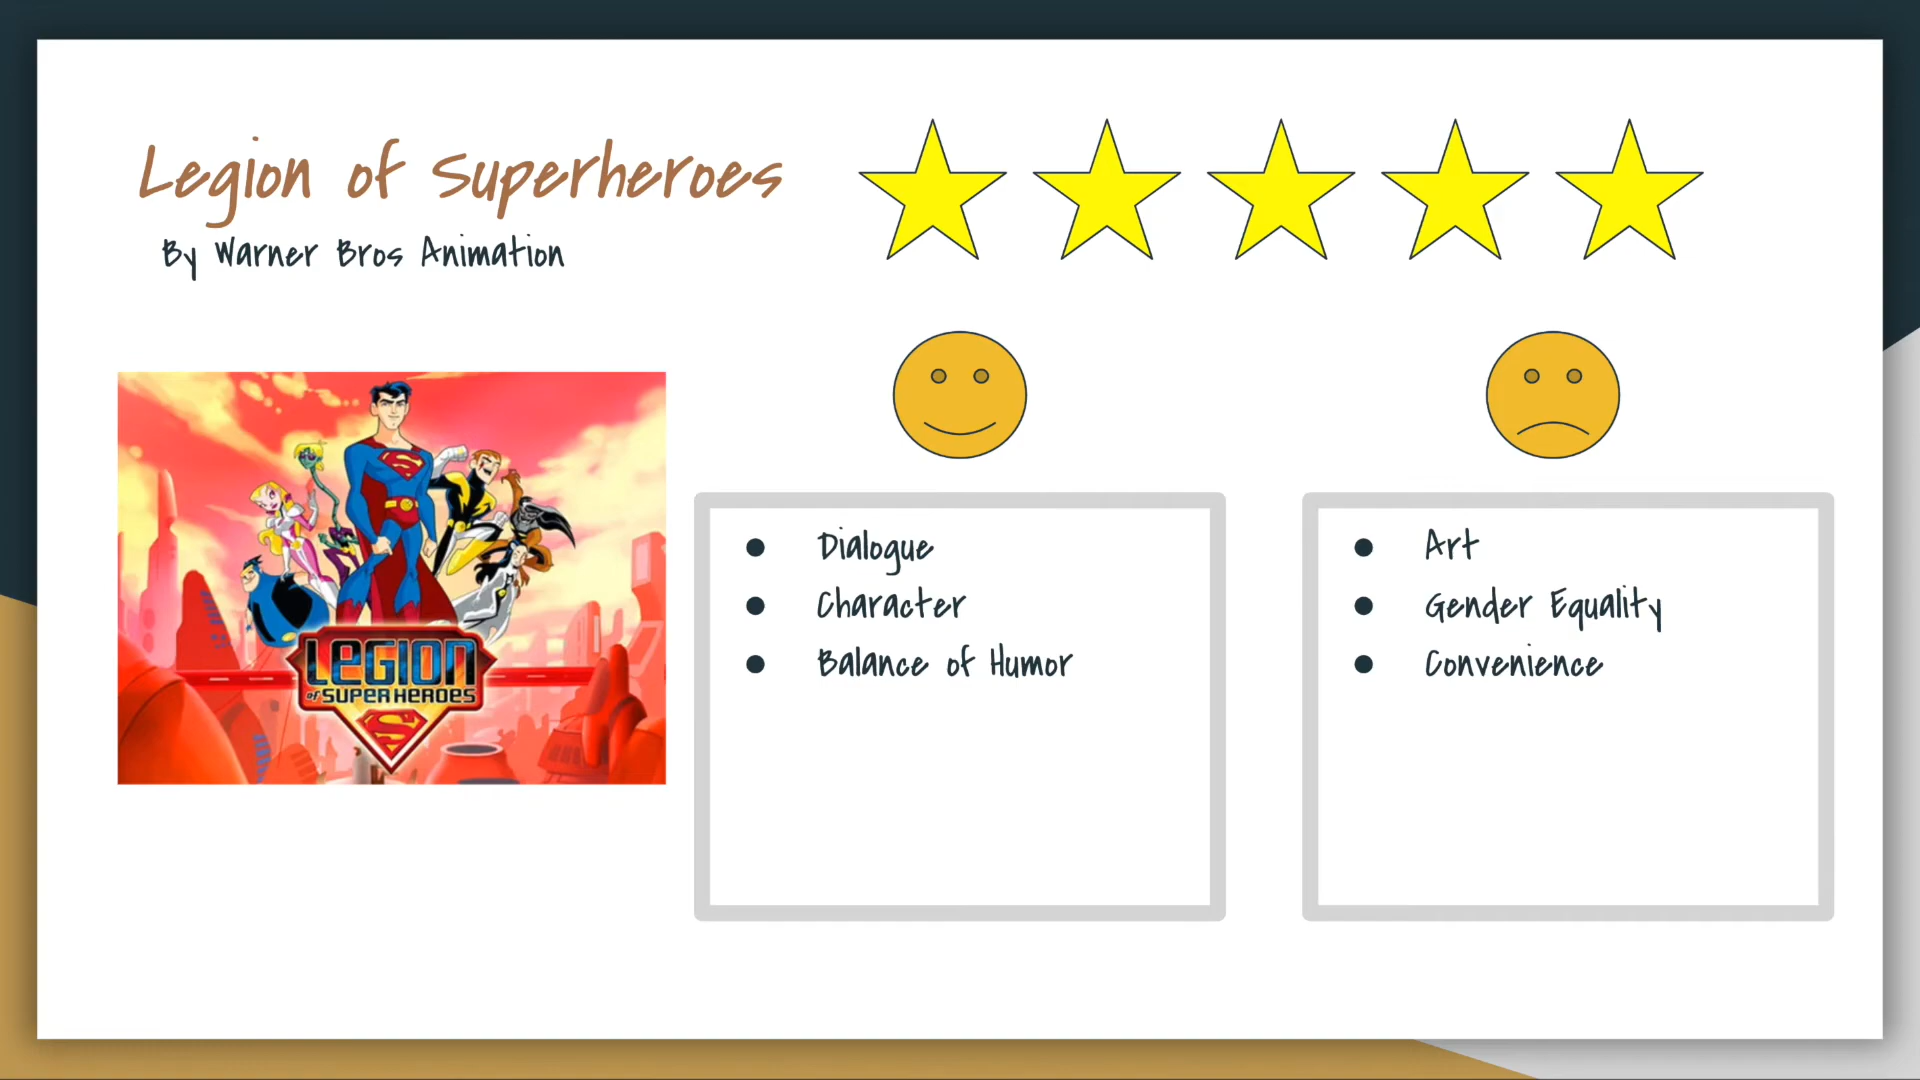 Legion of Superheroes
By Warner Bros Animation
LEGION
of SUPER HEROES
S
Dialogue
Character
Balance of Humor
Art
Gender Equality
Convenience